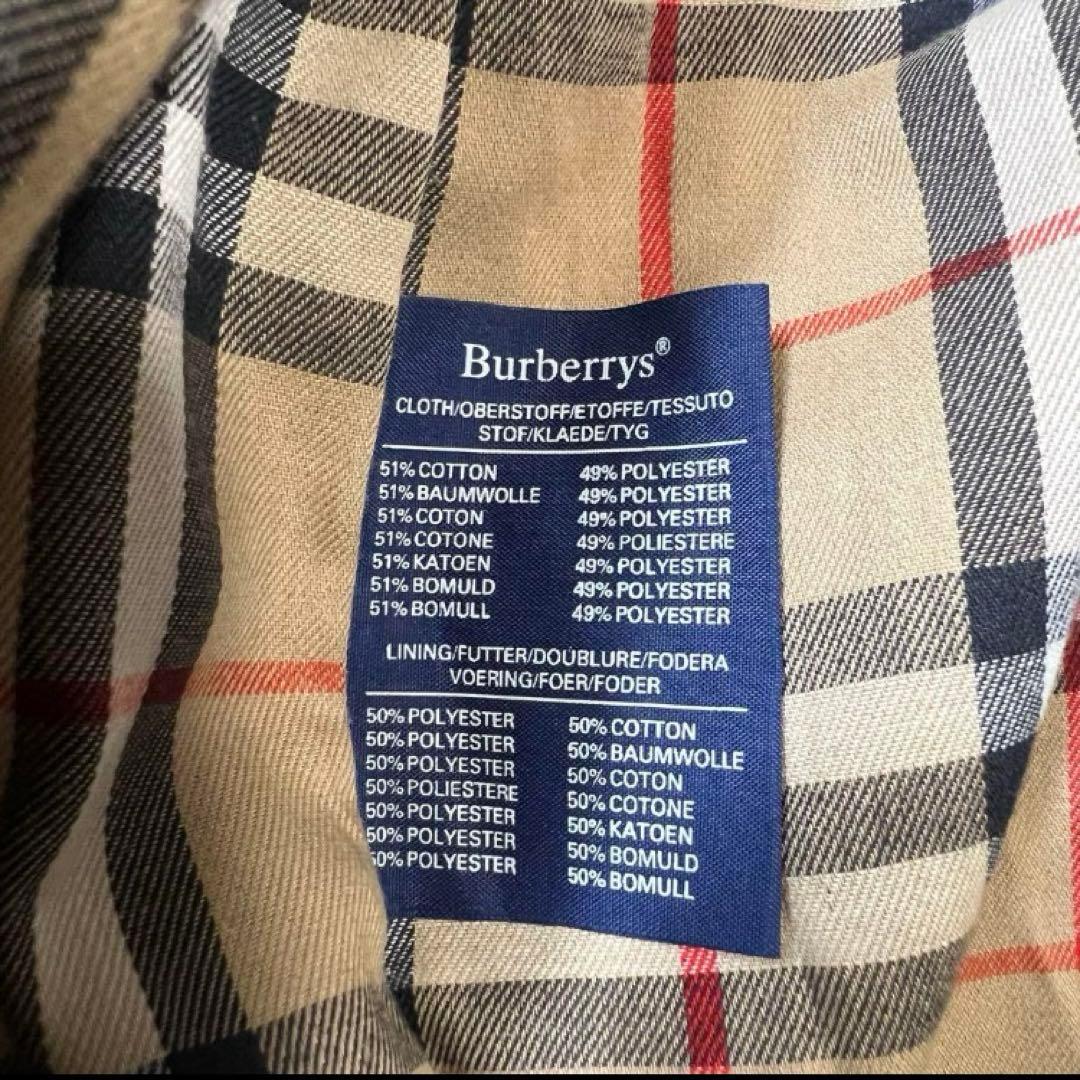 Burberrys®
CLOTH/OBERSTOFF/ETOFFE/TESSUTO
STOF/KLAEDE/TYG
51% COTTON 49% POLYESTER
51% BAUMWOLLE 49% POLYESTER
51% COTON 49% POLYESTER
51% COTONE 49% POLIESTERE
51% KATOEN 49% POLYESTER
51% BOMULD 49% POLYESTER
51% BOMULL 49% POLYESTER
LINING/FUTTER/DOUBLURE/FODERA
VOERING/FOER/FODER
50% POLYESTER 50% COTTON
50% POLYESTER 50% BAUMWOLLE
50% POLYESTER 50% COTON
50% POLIESTERE 50% COTONE
50% POLYESTER 50% KATOEN
50% POLYESTER 50% BOMULD
50% POLYESTER 50% BOMULL